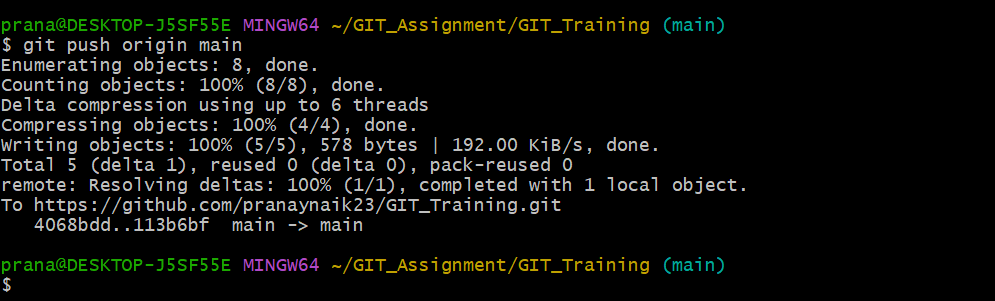 prana@DESKTOP-J5SF55E MINGW64 ~/GIT_Assignment/GIT_Training (main)
$ git push origin main
Enumerating objects: 8, done.
Counting objects: 100% (8/8), done.
Delta compression using up to 6 threads
Compressing objects: 100% (4/4), done.
Writing objects: 100% (5/5), 578 bytes | 192.00 KiB/s, done.
Total 5 (delta 1), reused 0 (delta 0), pack-reused 0
remote: Resolving deltas: 100% (1/1), completed with 1 local object.
To https://github.com/pranaynaik23/GIT_Training.git
   4068bdd..113b6bf  main -> main
prana@DESKTOP-J5SF55E MINGW64 ~/GIT_Assignment/GIT_Training (main)
$